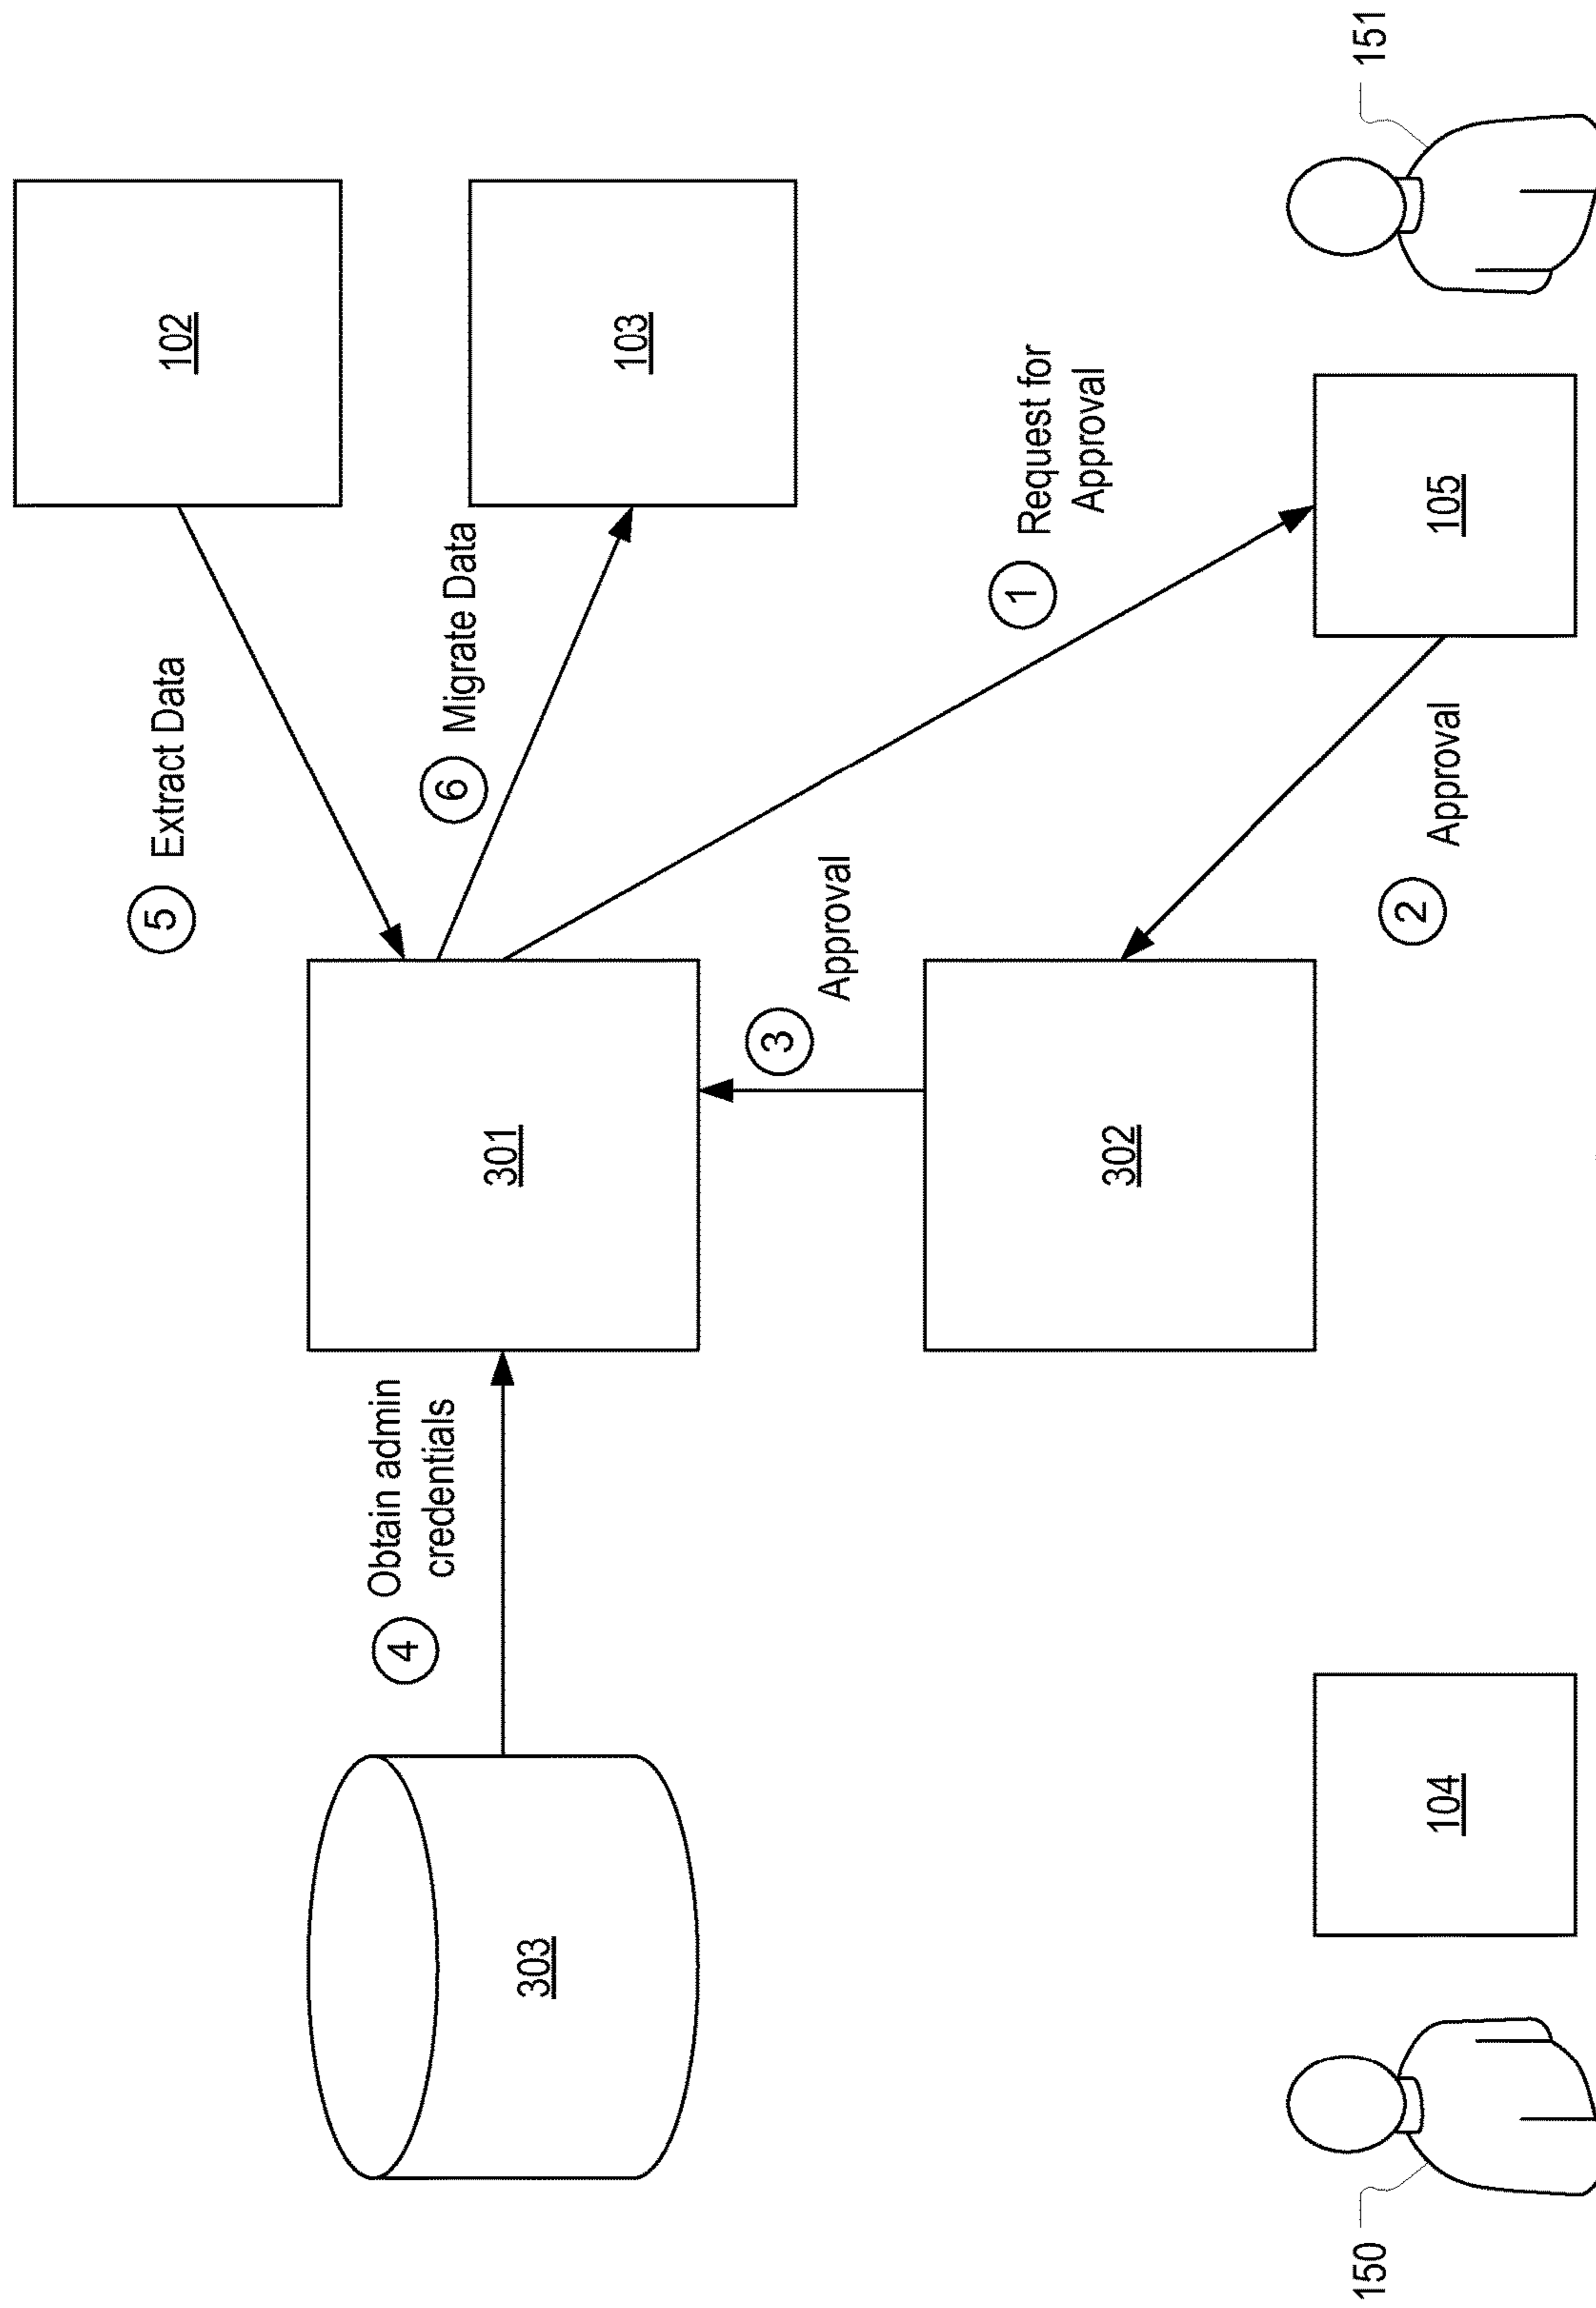 102
5
Extract Data
303
4
Obtain admin
credentials
301
6
Migrate Data
103
3
Approval
1
Request for
Approval
302
2
Approval
150
104
105
151